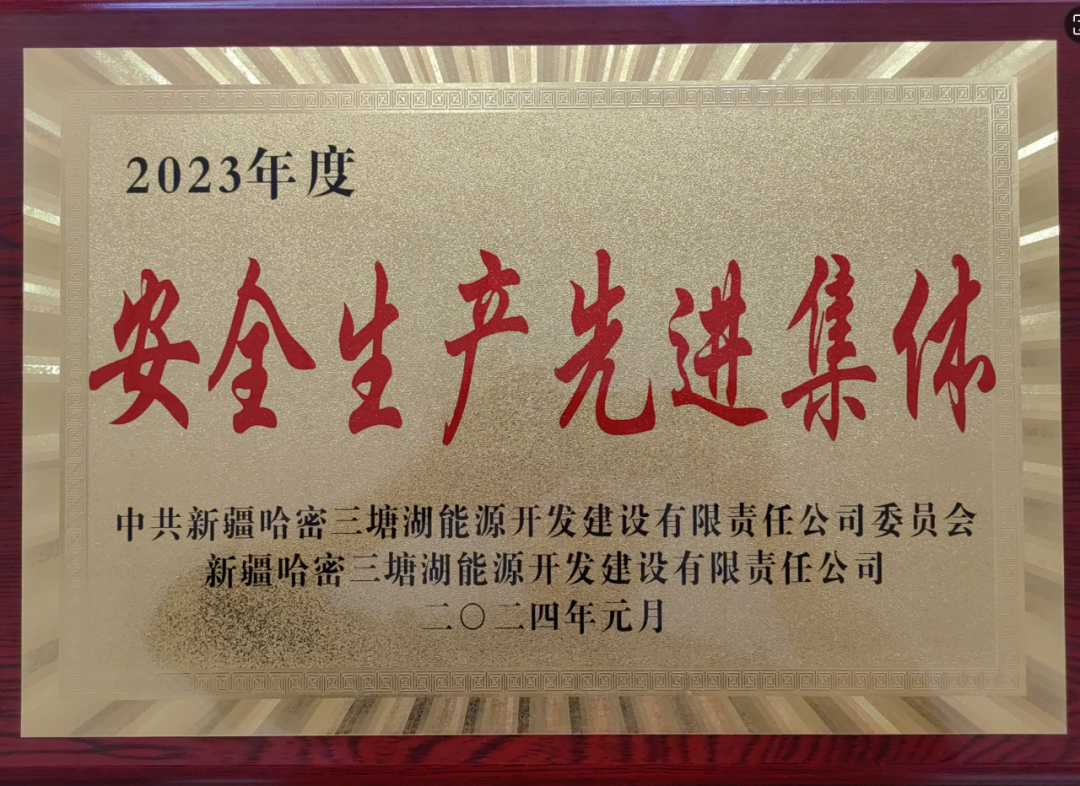 2023年度
安全生产先进集体
中共新疆哈密三塘湖能源开发建设有限责任公司委员会
新疆哈密三塘湖能源开发建设有限责任公司
二〇二四年元月